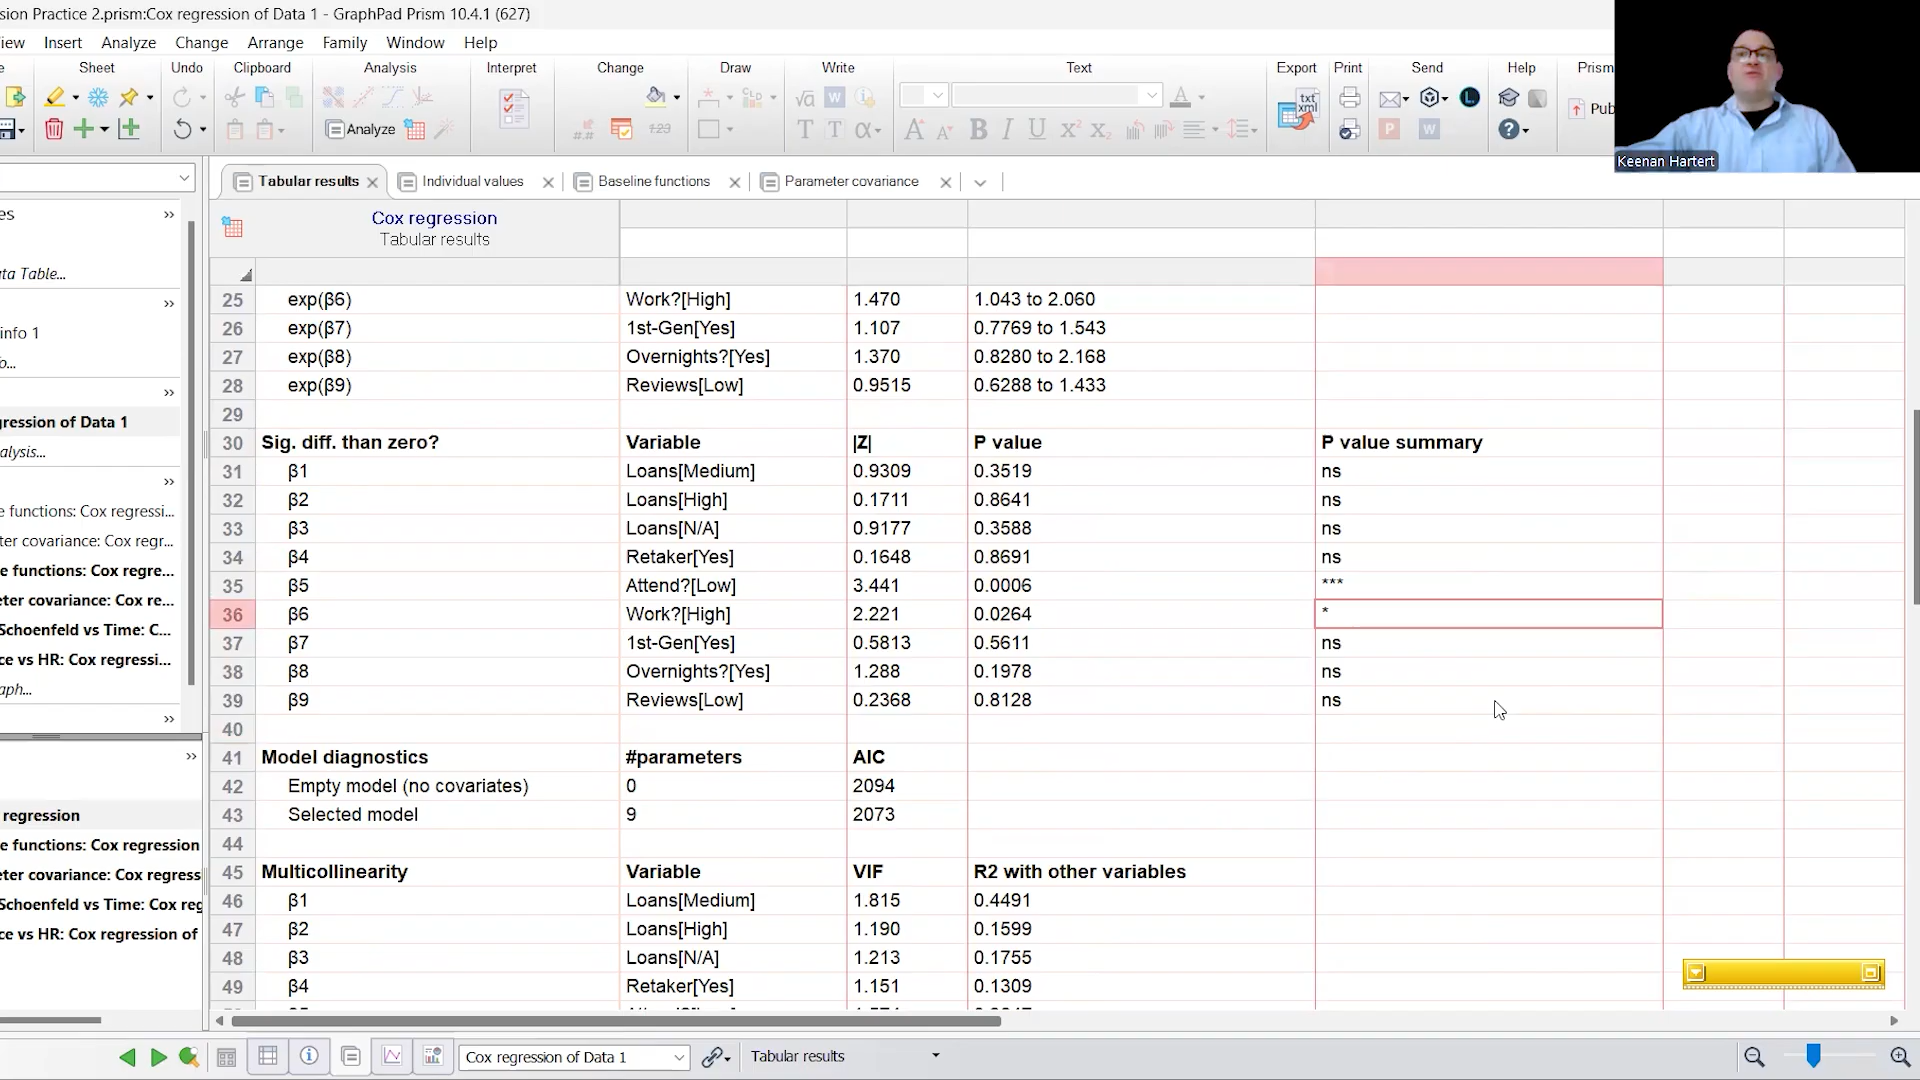 sion Practice 2.prism:Cox regression of Data 1 - GraphPad Prism 10.4.1 (627)
iew Insert Analyze Change Arrange Family Window Help
Sheet Undo Clipboard Analysis Interpret Change Draw Write Text Export Print Send Help Prism
Analyze
Pub
Keenan Hartert
Tabular results Individual values Baseline functions Parameter covariance
Cox regression
Tabular results
es
ata Table...
info 1
o...
gression of Data 1
alysis...
e functions: Cox regressi...
ter covariance: Cox regr...
e functions: Cox regre...
eter covariance: Cox re...
Schoenfeld vs Time: C...
ce vs HR: Cox regressi...
aph...
regression
e functions: Cox regression
eter covariance: Cox regress
Schoenfeld vs Time: Cox reg
ce vs HR: Cox regression of
25 exp(β6) Work?[High] 1.470 1.043 to 2.060
26 exp(β7) 1st-Gen[Yes] 1.107 0.7769 to 1.543
27 exp(β8) Overnights?[Yes] 1.370 0.8280 to 2.168
28 exp(β9) Reviews[Low] 0.9515 0.6288 to 1.433
29
30 Sig. diff. than zero? Variable |Z| P value P value summary
31 β1 Loans[Medium] 0.9309 0.3519 ns
32 β2 Loans[High] 0.1711 0.8641 ns
33 β3 Loans[N/A] 0.9177 0.3588 ns
34 β4 Retaker[Yes] 0.1648 0.8691 ns
35 β5 Attend?[Low] 3.441 0.0006 ***
36 β6 Work?[High] 2.221 0.0264 *
37 β7 1st-Gen[Yes] 0.5813 0.5611 ns
38 β8 Overnights?[Yes] 1.288 0.1978 ns
39 β9 Reviews[Low] 0.2368 0.8128 ns
40
41 Model diagnostics #parameters AIC
42 Empty model (no covariates) 0 2094
43 Selected model 9 2073
44
45 Multicollinearity Variable VIF R2 with other variables
46 β1 Loans[Medium] 1.815 0.4491
47 β2 Loans[High] 1.190 0.1599
48 β3 Loans[N/A] 1.213 0.1755
49 β4 Retaker[Yes] 1.151 0.1309
Cox regression of Data 1 Tabular results